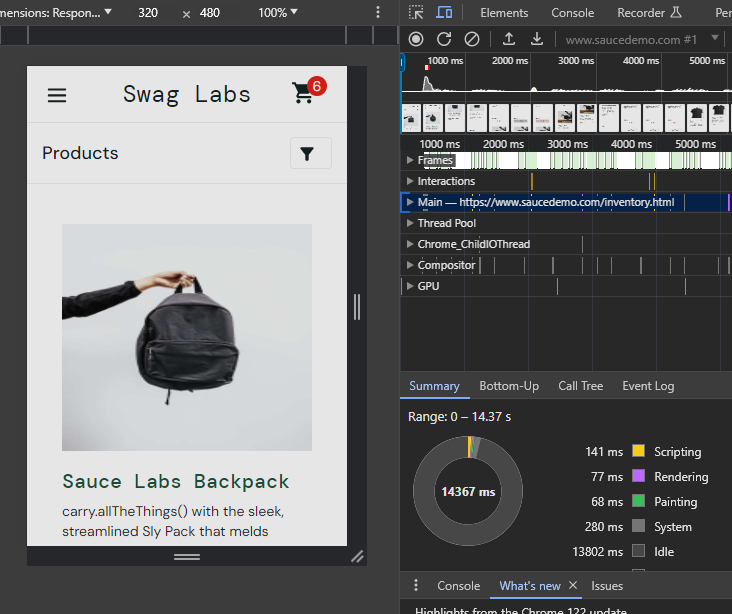 mensions: Respon... 320 × 480 100%
Elements Console Recorder Per
www.saucedemo.com #1
1000 ms 2000 ms 3000 ms 4000 ms 5000 ms
1000 ms 2000 ms 3000 ms 4000 ms 5000 ms
Frames
Interactions
Main — https://www.saucedemo.com/inventory.html
Thread Pool
Chrome_ChildIOThread
Compositor
GPU
Swag Labs
6
Products
Sauce Labs Backpack
carry.allTheThings() with the sleek,
streamlined Sly Pack that melds
Summary Bottom-Up Call Tree Event Log
Range: 0 – 14.37 s
14367 ms
141 ms Scripting
77 ms Rendering
68 ms Painting
280 ms System
13802 ms Idle
Console What's new × Issues
Highlights from the Chrome 122 update